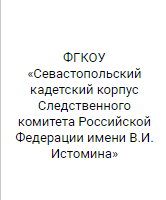 ФГКОУ
«Севастопольский
кадетский корпус
Следственного
комитета Российской
Федерации имени В.И.
Истомина»